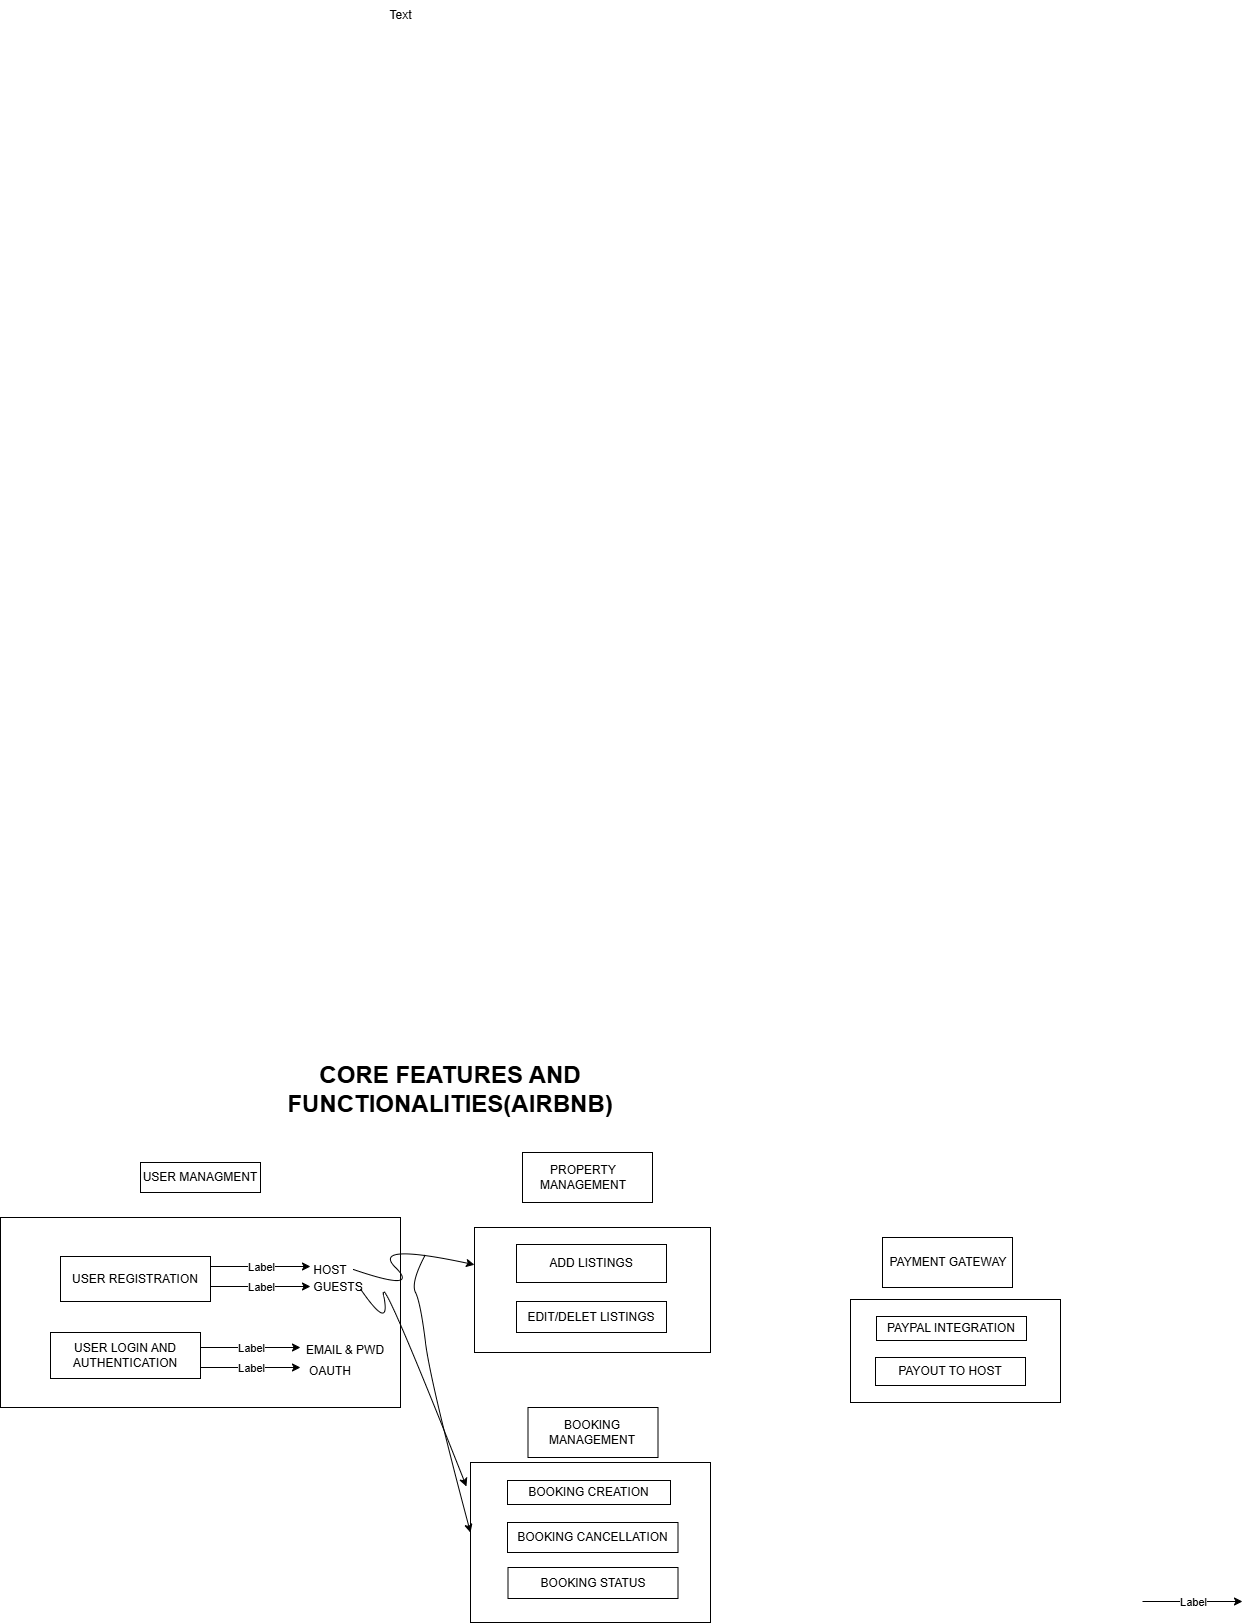 Text
CORE FEATURES AND
FUNCTIONALITIES(AIRBNB)
USER MANAGMENT
USER REGISTRATION
Label
HOST
Label
GUESTS
USER LOGIN AND
AUTHENTICATION
Label
EMAIL & PWD
Label
OAUTH
PROPERTY
MANAGEMENT
ADD LISTINGS
EDIT/DELET LISTINGS
BOOKING
MANAGEMENT
BOOKING CREATION
BOOKING CANCELLATION
BOOKING STATUS
PAYMENT GATEWAY
PAYPAL INTEGRATION
PAYOUT TO HOST
Label